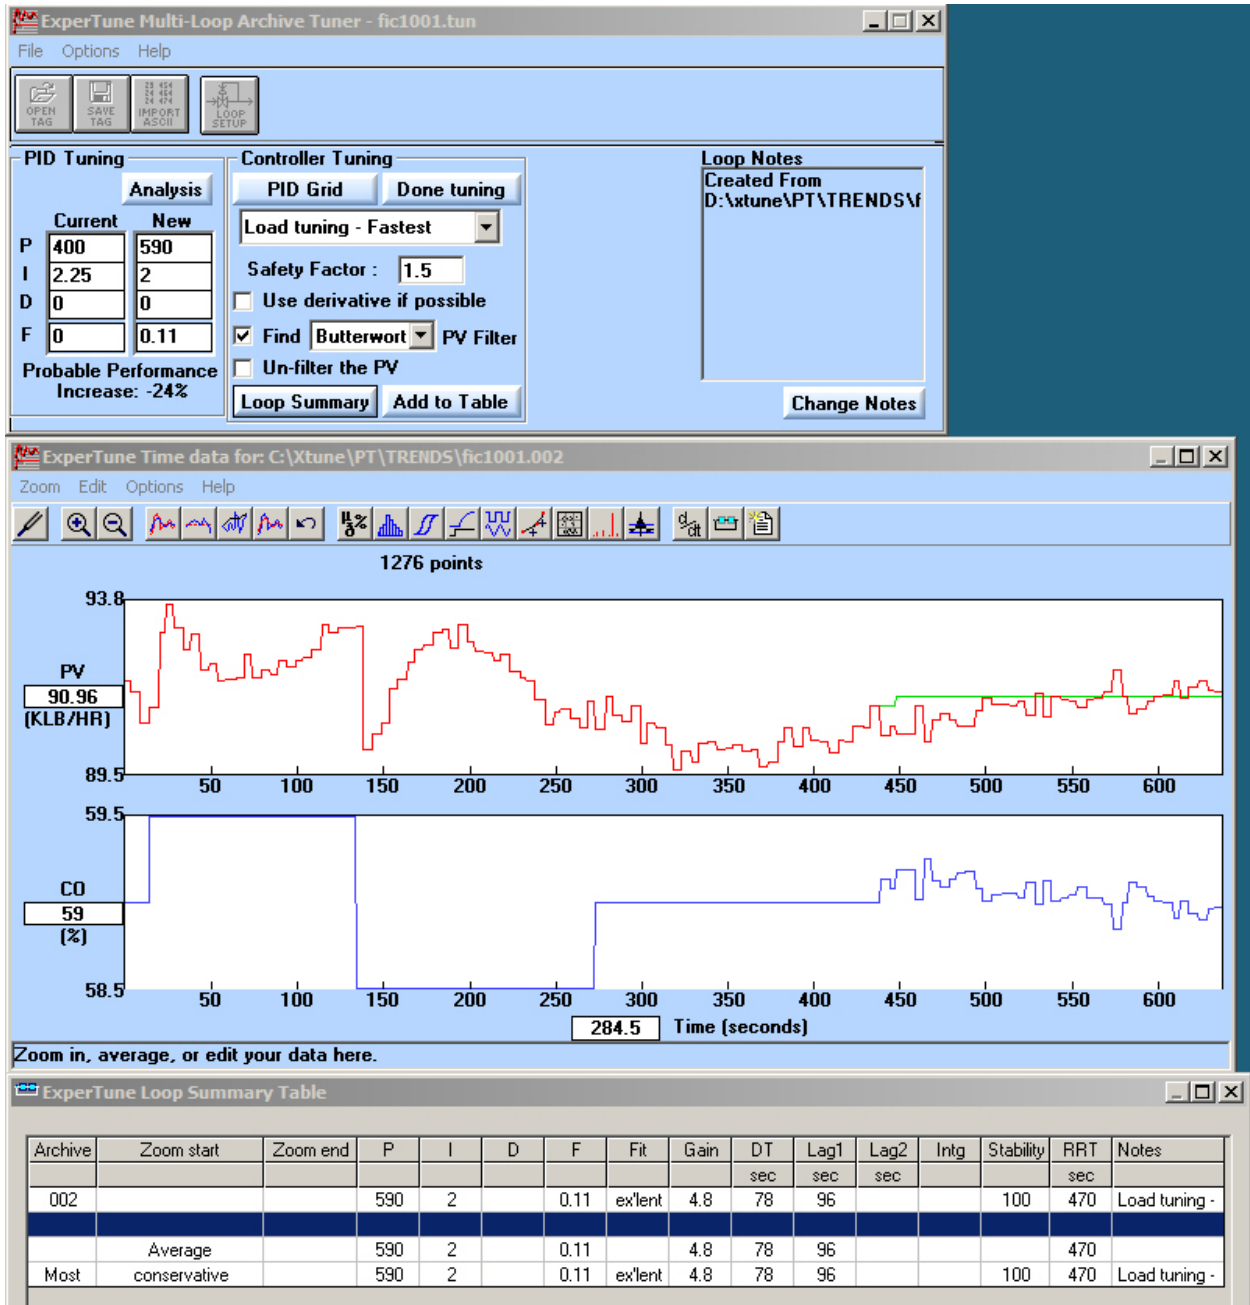 ExperTune Multi-Loop Archive Tuner - fic1001.tun
File Options Help
OPEN TAG SAVE TAG IMPORT ASCII LOOP SETUP
PID Tuning
Analysis
Current New
P 400 590
I 2.25 2
D 0 0
F 0 0.11
Probable Performance
Increase: -24%
Controller Tuning
PID Grid Done tuning
Load tuning - Fastest
Safety Factor : 1.5
Use derivative if possible
Find Butterwort PV Filter
Un-filter the PV
Loop Summary Add to Table
Loop Notes
Created From
D:\xtune\PT\TRENDS\f
Change Notes
ExperTune Time data for: C:\Xtune\PT\TRENDS\fic1001.002
Zoom Edit Options Help
1276 points
93.8
PV
90.96
(KLB/HR)
89.5
50 100 150 200 250 300 350 400 450 500 550 600
59.5
CO
59
(%)
58.5
50 100 150 200 250 300 350 400 450 500 550 600
284.5 Time (seconds)
Zoom in, average, or edit your data here.
ExperTune Loop Summary Table
Archive Zoom start Zoom end P I D F Fit Gain DT Lag1 Lag2 Intg Stability RRT Notes
sec sec sec sec
002 590 2 0.11 ex'lent 4.8 78 96 100 470 Load tuning -
Average 590 2 0.11 4.8 78 96 470
Most conservative 590 2 0.11 ex'lent 4.8 78 96 100 470 Load tuning -